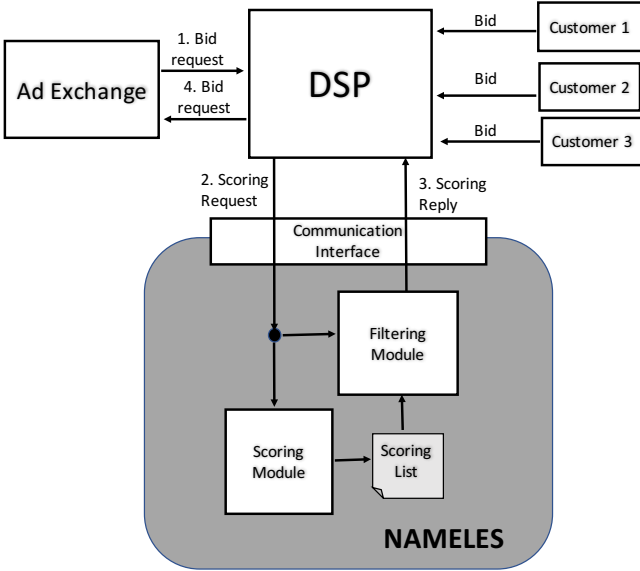 1. Bid
request
Ad Exchange
4. Bid
request
DSP
Bid
Customer 1
Bid
Customer 2
Bid
Customer 3
2. Scoring
Request
3. Scoring
Reply
Communication
Interface
Filtering
Module
Scoring
Module
Scoring
List
NAMELES